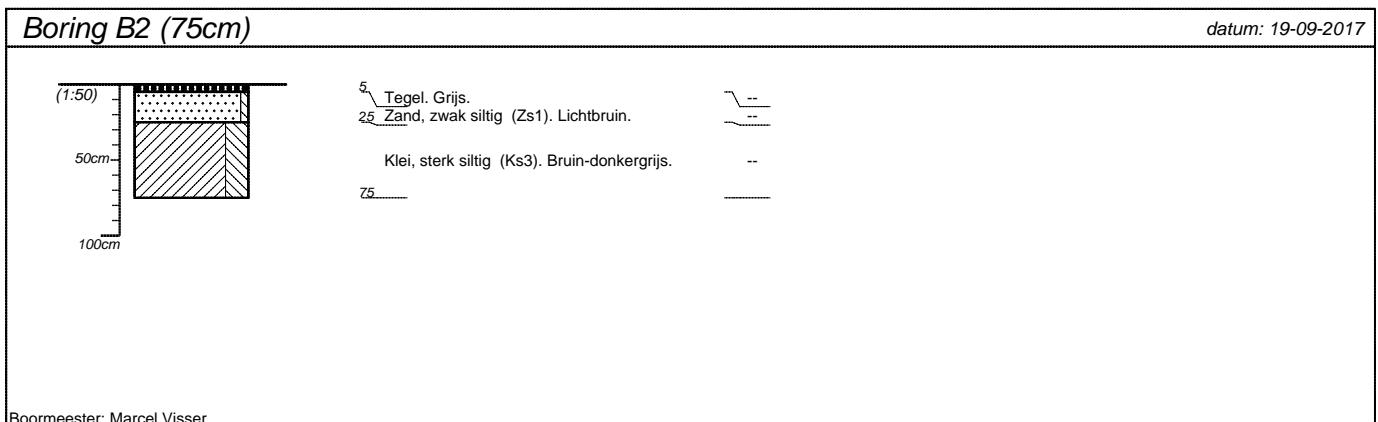 Boring B2 (75cm) datum: 19-09-2017
(1:50) 5 Tegel. Grijs. --
25 Zand, zwak siltig (Zs1). Lichtbruin. --
50cm Klei, sterk siltig (Ks3). Bruin-donkergrijs. --
75
100cm
Boormeester: Marcel Visser